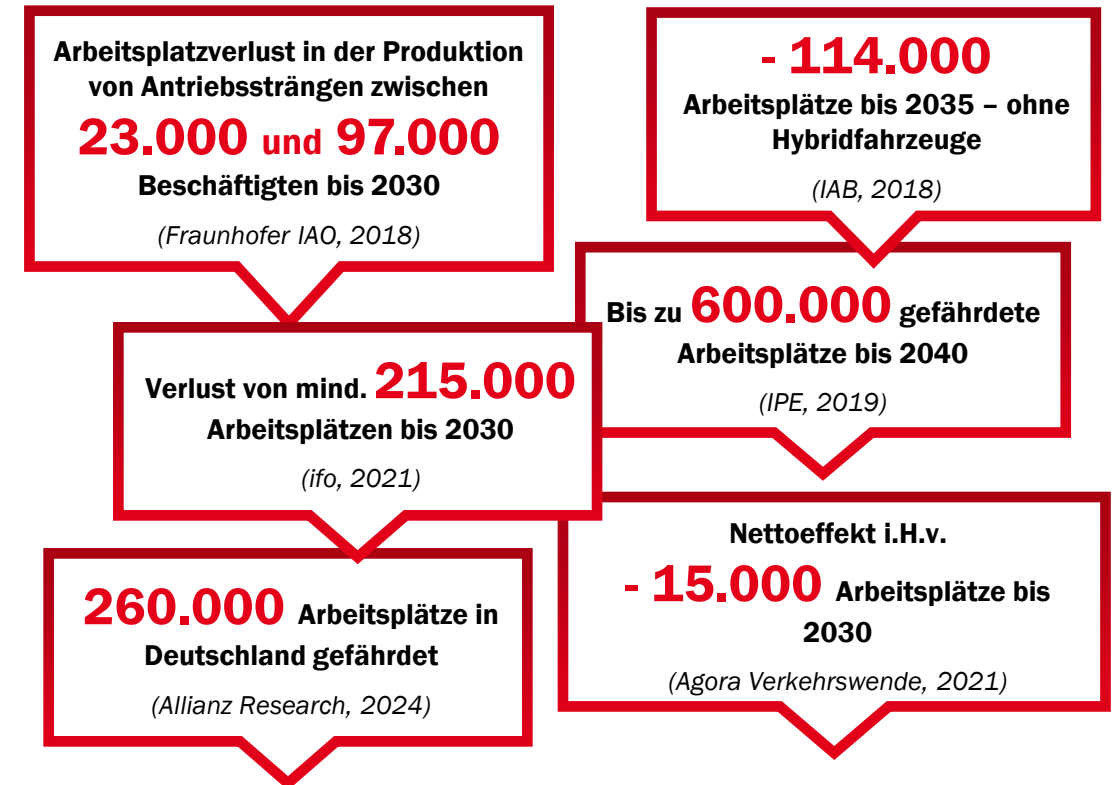 Arbeitsplatzverlust in der Produktion
von Antriebssträngen zwischen
23.000 und 97.000
Beschäftigten bis 2030
(Fraunhofer IAO, 2018)
- 114.000
Arbeitsplätze bis 2035 – ohne
Hybridfahrzeuge
(IAB, 2018)
Bis zu 600.000 gefährdete
Arbeitsplätze bis 2040
(IPE, 2019)
Verlust von mind. 215.000
Arbeitsplätzen bis 2030
(ifo, 2021)
Nettoeffekt i.H.v.
- 15.000 Arbeitsplätze bis
2030
(Agora Verkehrswende, 2021)
260.000 Arbeitsplätze in
Deutschland gefährdet
(Allianz Research, 2024)